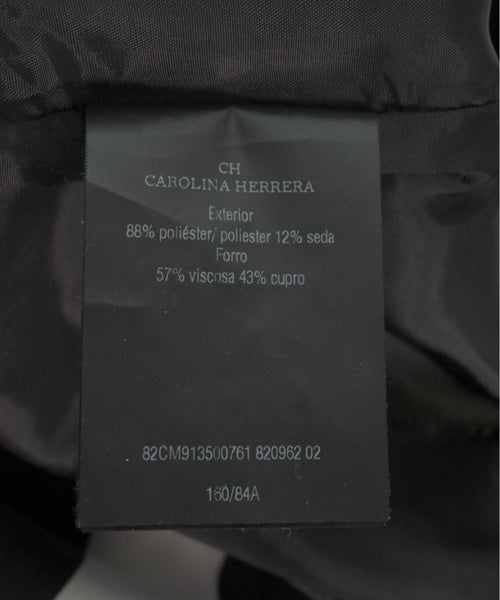 CH
CAROLINA HERRERA
Exterior
88% poliéster/ poliester 12% seda
Forro
57% viscosa 43% cupro
82CM913500761 820962 02
160/84A